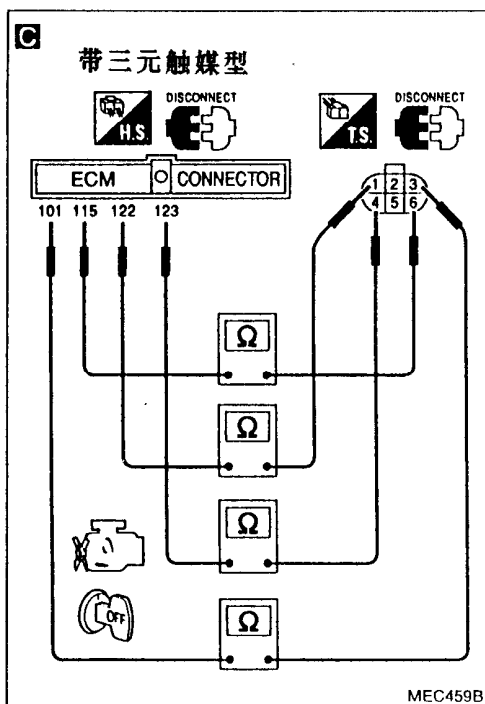 C
带三元触媒型
H.S.
DISCONNECT
T.S.
DISCONNECT
ECM CONNECTOR
101 115 122 123
1 2 3
4 5 6
Ω
Ω
Ω
Ω
OFF
MEC459B